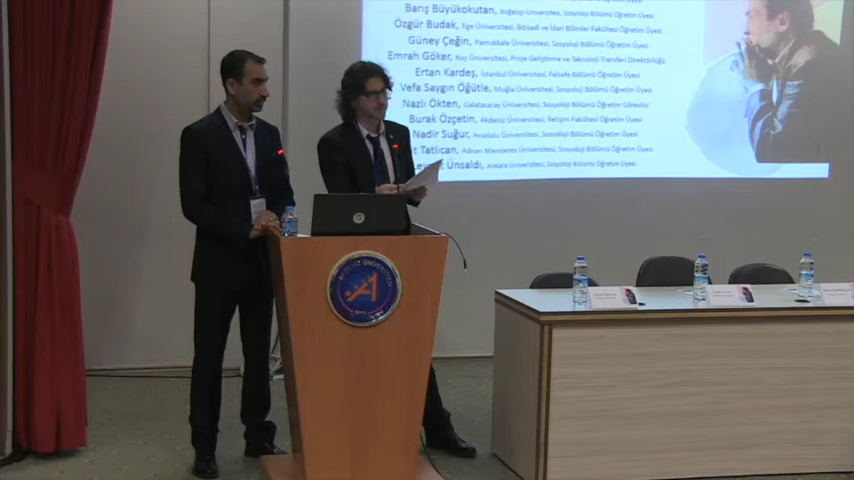 Barış Büyükokutan, Boğaziçi Üniversitesi, Sosyoloji Bölümü Öğretim Üyesi
Özgür Budak, Ege Üniversitesi, İktisadi ve İdari Bilimler Fakültesi Öğretim Üyesi
Güney Çeğin, Pamukkale Üniversitesi, Sosyoloji Bölümü Öğretim Üyesi
Emrah Göker, Koç Üniversitesi, Proje Geliştirme ve Teknoloji Transferi Direktörlüğü
Ertan Kardeş, İstanbul Üniversitesi, Felsefe Bölümü Öğretim Üyesi
Vefa Saygın Öğütle, Muğla Üniversitesi, Sosyoloji Bölümü Öğretim Üyesi
Nazlı Ökten, Galatasaray Üniversitesi, Sosyoloji Bölümü Öğretim Görevlisi
Burak Özçetin, Akdeniz Üniversitesi, İletişim Fakültesi Öğretim Üyesi
Nadir Suğur, Anadolu Üniversitesi, Sosyoloji Bölümü Öğretim Üyesi
Tatlıcan, Adnan Menderes Üniversitesi, Sosyoloji Bölümü Öğretim Üyesi
Ünsaldı, Ankara Üniversitesi, Sosyoloji Bölümü Öğretim Üyesi
ÜNİVERSİTESİ